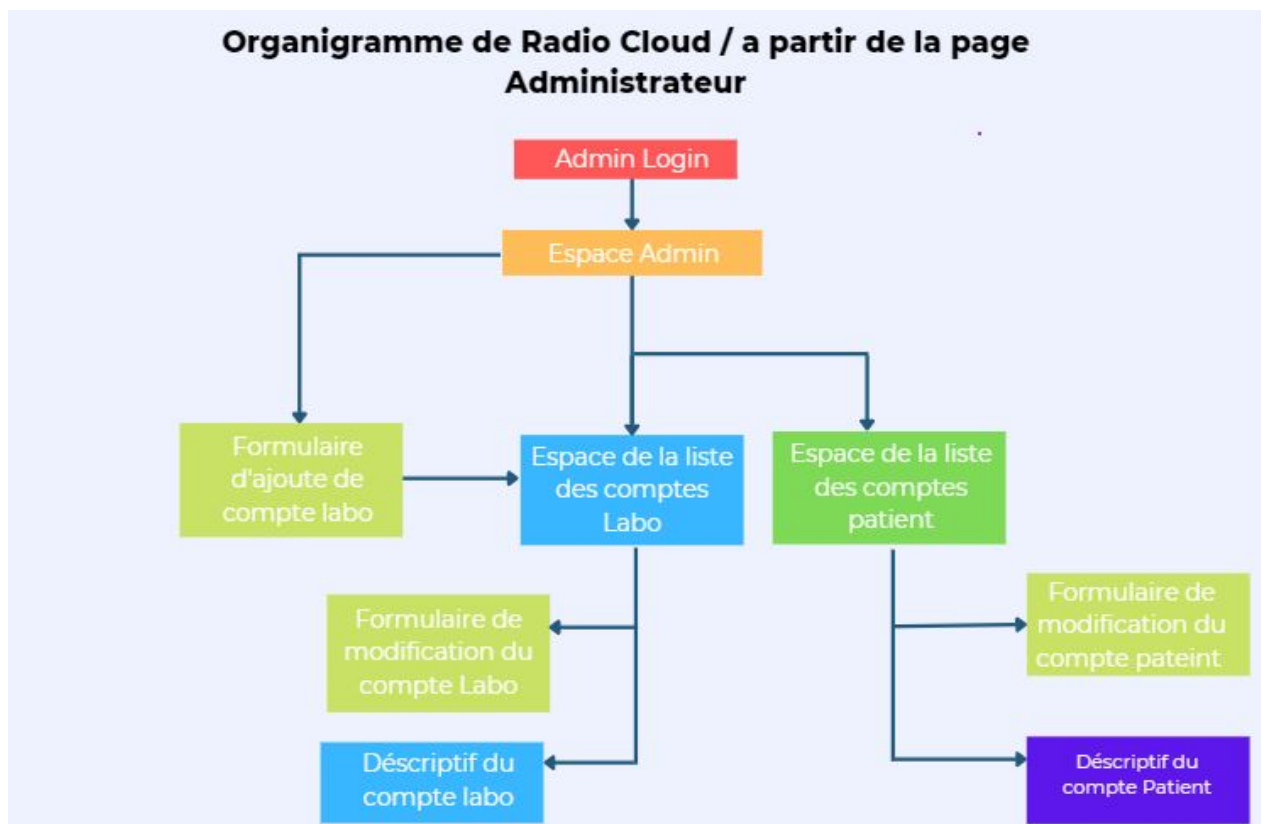 Organigramme de Radio Cloud / a partir de la page
Administrateur
Admin Login
Espace Admin
Formulaire
d'ajoute de
compte labo
Espace de la liste
des comptes
Labo
Espace de la liste
des comptes
patient
Formulaire de
modification du
compte Labo
Formulaire de
modification du
compte pateint
Déscriptif du
compte labo
Déscriptif du
compte Patient